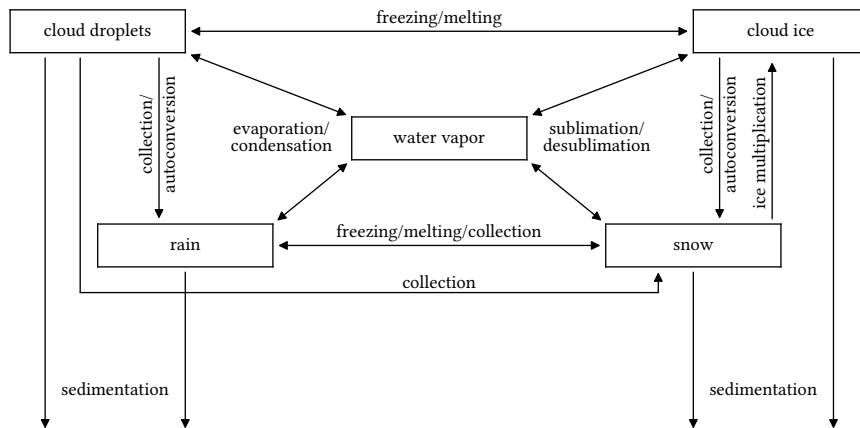 cloud droplets
freezing/melting
cloud ice
collection/
autoconversion
evaporation/
condensation
water vapor
sublimation/
desublimation
collection/
autoconversion
ice multiplication
rain
freezing/melting/collection
snow
collection
sedimentation
sedimentation